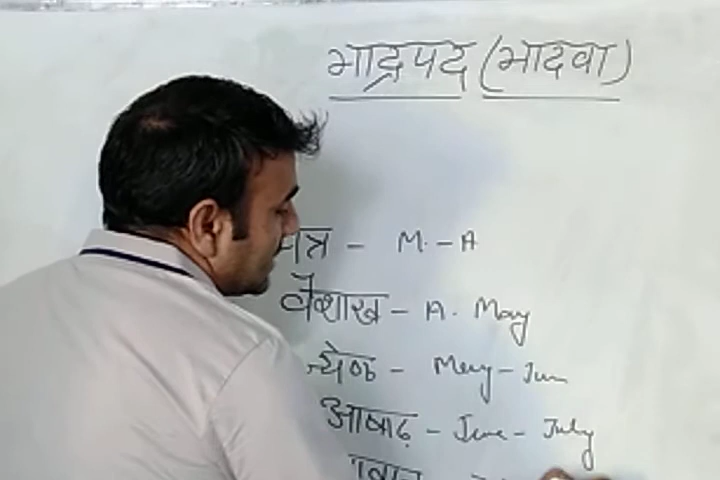 भाद्रपद (भादवा)
- M. - A
वैशाख - A. May
- May - Jun
आषाढ़ - June - July